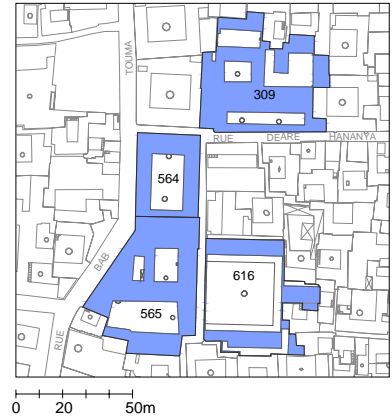 TOUMA
309
RUE DEARE HANANYA
564
616
565
RUE BAB
0 20 50m